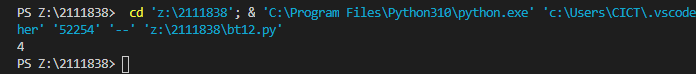 PS Z:\2111838>  cd 'z:\2111838'; & 'C:\Program Files\Python310\python.exe' 'c:\Users\CICT\.vscode
her' '52254' '--' 'z:\2111838\bt12.py'
4
PS Z:\2111838>